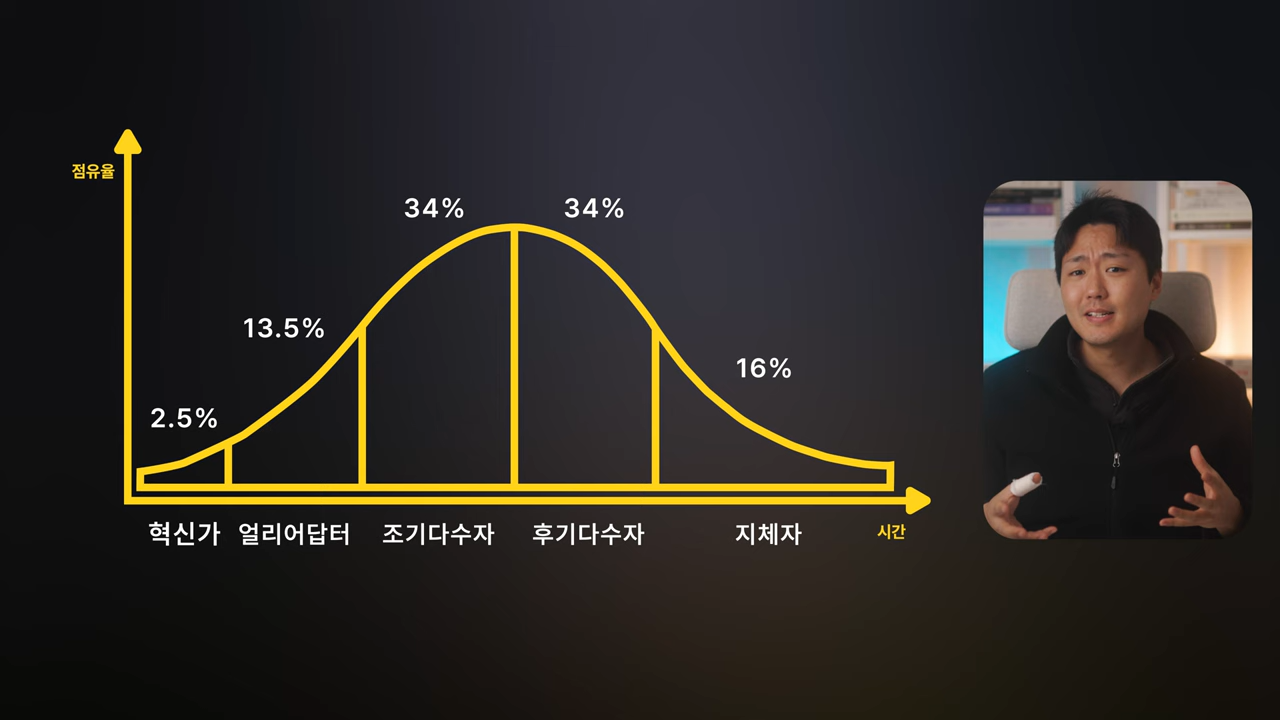 점유율
34%
34%
13.5%
16%
2.5%
혁신가
얼리어답터
조기다수자
후기다수자
지체자
시간